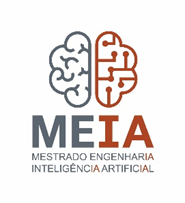 MEIA
MESTRADO ENGENHARIA
INTELIGÊNCIA ARTIFICIAL